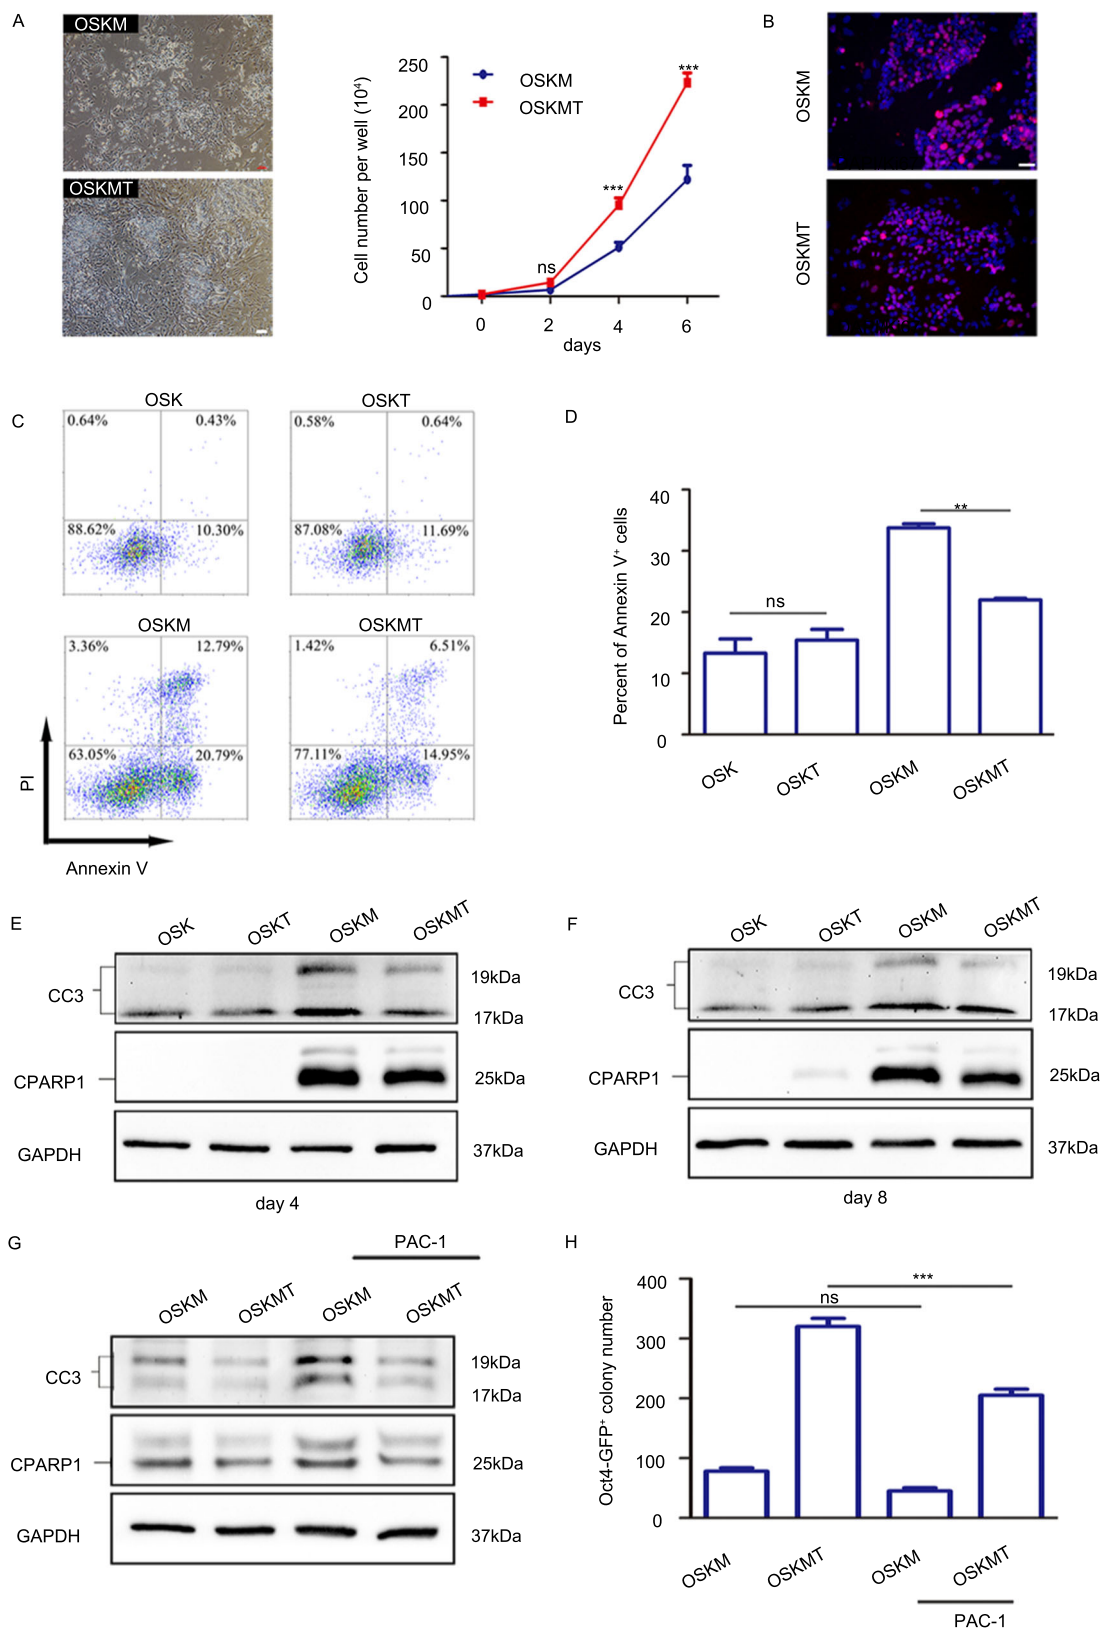 A
OSKM
OSKMT
Cell number per well (10⁴)
250
200
150
100
50
0
OSKM
OSKMT
ns
***
***
0
2
4
6
days
B
OSKM
OSKMT
C
OSK
0.64%
0.43%
88.62%
10.30%
OSKT
0.58%
0.64%
87.08%
11.69%
OSKM
3.36%
12.79%
63.05%
20.79%
OSKMT
1.42%
6.51%
77.11%
14.95%
PI
Annexin V
D
Percent of Annexin V⁺ cells
40
30
20
10
0
ns
**
OSK
OSKT
OSKM
OSKMT
E
OSK
OSKT
OSKM
OSKMT
CC3
19kDa
17kDa
CPARP1
25kDa
GAPDH
37kDa
day 4
F
OSK
OSKT
OSKM
OSKMT
CC3
19kDa
17kDa
CPARP1
25kDa
GAPDH
37kDa
day 8
G
PAC-1
OSKM
OSKMT
OSKM
OSKMT
CC3
19kDa
17kDa
CPARP1
25kDa
GAPDH
37kDa
H
Oct4-GFP⁺ colony number
400
300
200
100
0
ns
***
OSKM
OSKMT
OSKM
OSKMT
PAC-1